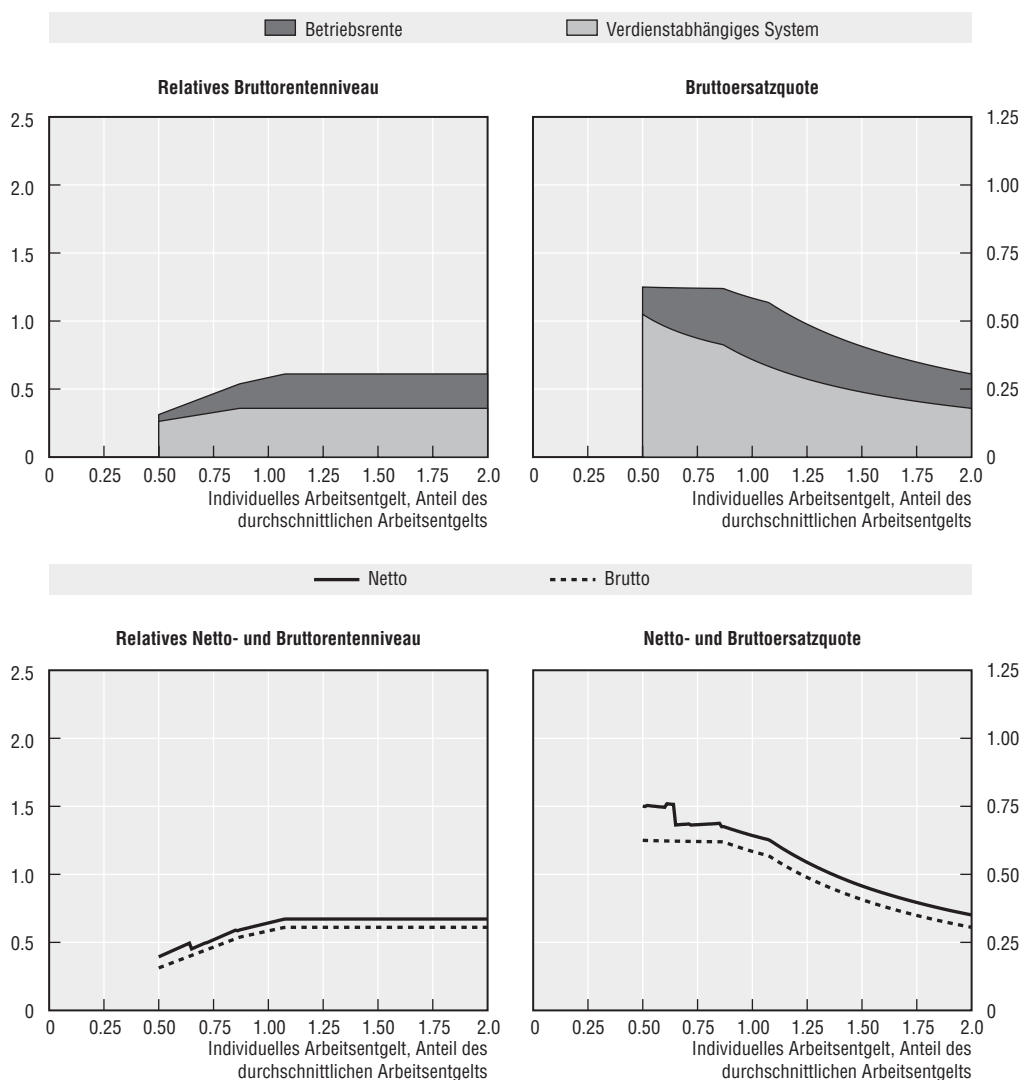 Betriebsrente Verdienstabhängiges System
Relatives Bruttorentenniveau
2.5
2.0
1.5
1.0
0.5
0
0 0.25 0.50 0.75 1.00 1.25 1.50 1.75 2.0
Individuelles Arbeitsentgelt, Anteil des
durchschnittlichen Arbeitsentgelts
Bruttoersatzquote
1.25
1.00
0.75
0.50
0.25
0
0 0.25 0.50 0.75 1.00 1.25 1.50 1.75 2.0
Individuelles Arbeitsentgelt, Anteil des
durchschnittlichen Arbeitsentgelts
Netto Brutto
Relatives Netto- und Bruttorentenniveau
2.5
2.0
1.5
1.0
0.5
0
0 0.25 0.50 0.75 1.00 1.25 1.50 1.75 2.0
Individuelles Arbeitsentgelt, Anteil des
durchschnittlichen Arbeitsentgelts
Netto- und Bruttoersatzquote
1.25
1.00
0.75
0.50
0.25
0
0 0.25 0.50 0.75 1.00 1.25 1.50 1.75 2.0
Individuelles Arbeitsentgelt, Anteil des
durchschnittlichen Arbeitsentgelts